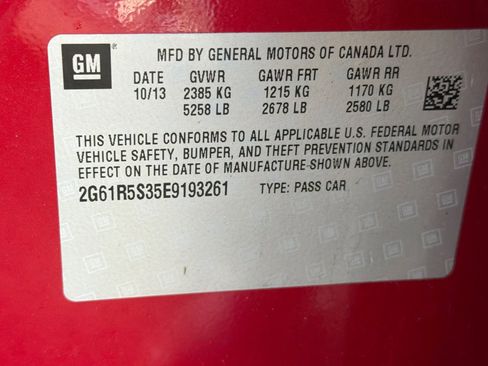 GM
MFD BY GENERAL MOTORS OF CANADA LTD.
DATE GVWR GAWR FRT GAWR RR
10/13 2385 KG 1215 KG 1170 KG
5258 LB 2678 LB 2580 LB
THIS VEHICLE CONFORMS TO ALL APPLICABLE U.S. FEDERAL MOTOR
VEHICLE SAFETY, BUMPER, AND THEFT PREVENTION STANDARDS IN
EFFECT ON THE DATE OF MANUFACTURE SHOWN ABOVE.
2G61R5S35E9193261 TYPE: PASS CAR